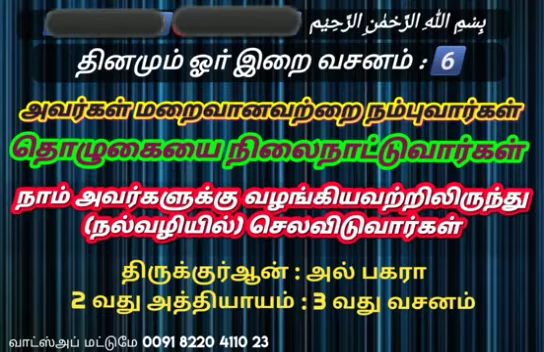 بِسْمِ اللهِ الرَّحْمٰنِ الرَّحِيْمِ
தினமும் ஓர் இறை வசனம் : 6
அவர்கள் மறைவானவற்றை நம்புவார்கள்
தொழுகையை நிலைநாட்டுவார்கள்
நாம் அவர்களுக்கு வழங்கியவற்றிலிருந்து
(நல்வழியில்) செலவிடுவார்கள்
திருக்குர்ஆன் : அல் பகரா
2 வது அத்தியாயம் : 3 வது வசனம்
வாட்ஸ்அப் மட்டுமே 0091 8220 4110 23